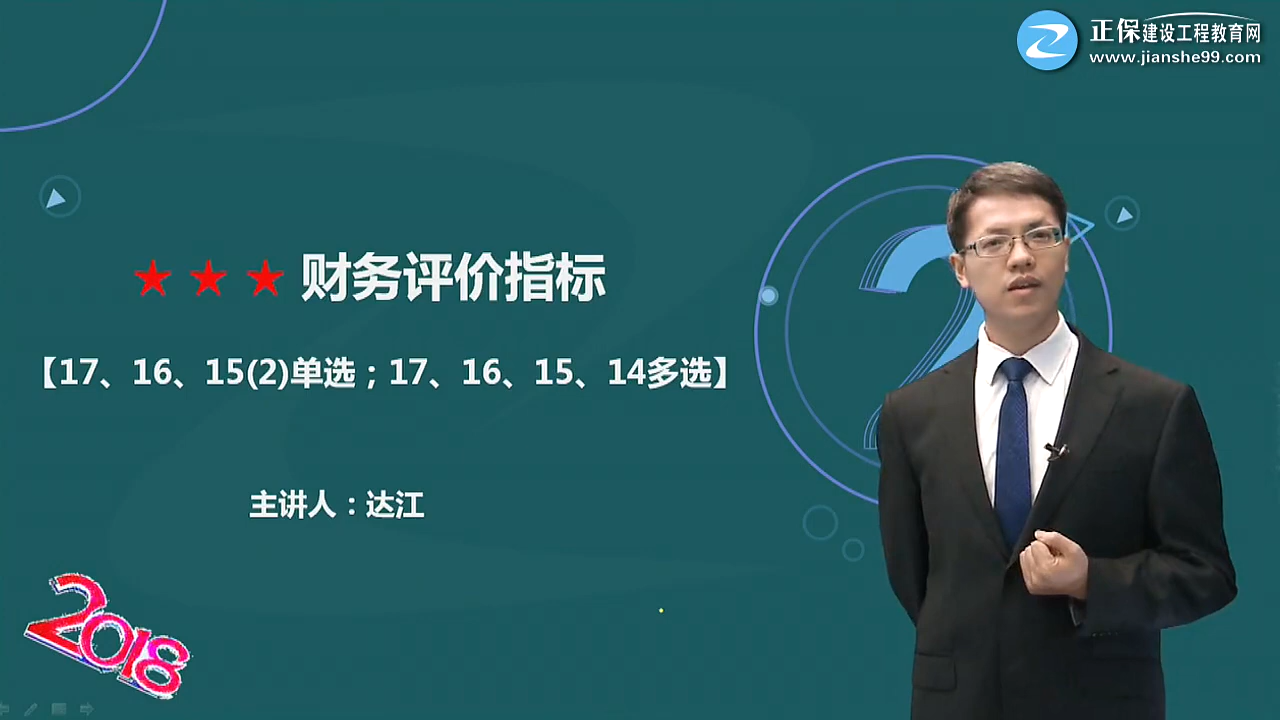 正保建设工程教育网
www.jianshe99.com
★ ★ ★ 财务评价指标
【17、16、15(2)单选；17、16、15、14多选】
主讲人：达江
2018